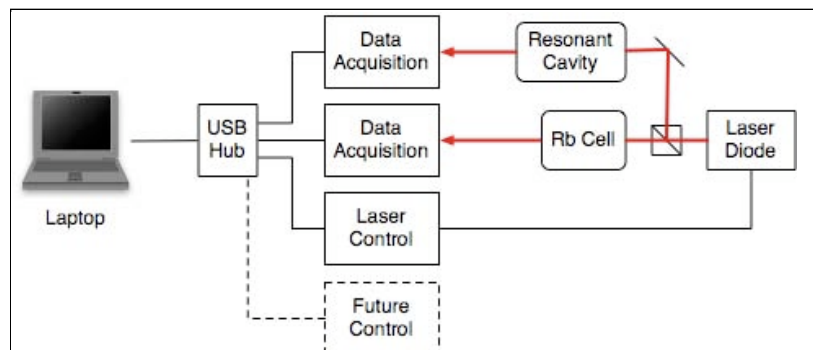 Data
Acquisition
Resonant
Cavity
USB
Hub
Data
Acquisition
Rb Cell
Laser
Diode
Laptop
Laser
Control
Future
Control